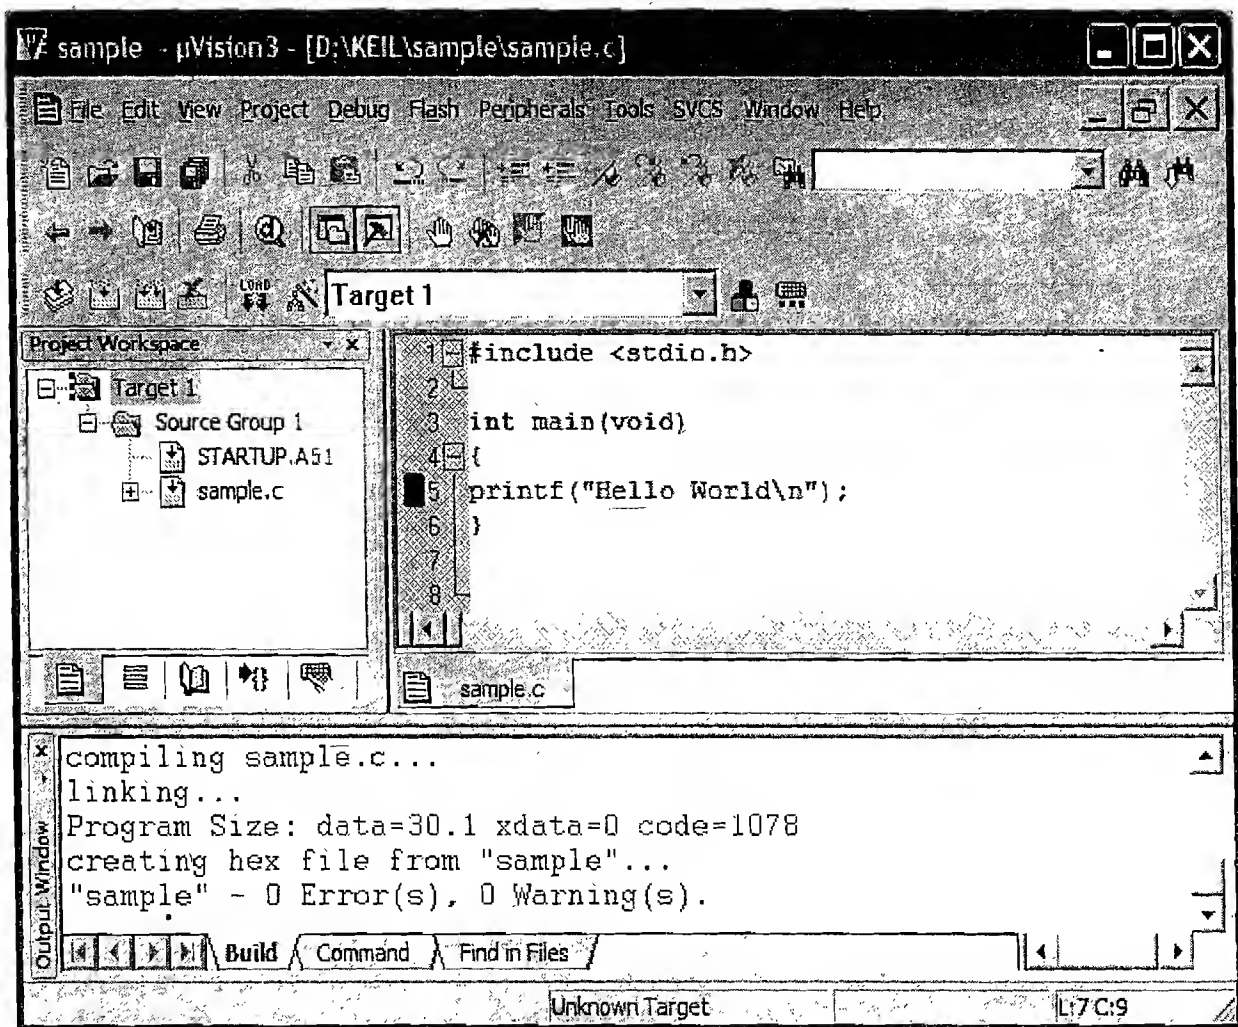 sample - µVision3 - [D:\KEIL\sample\sample.c]
File Edit View Project Debug Flash Peripherals Tools SVCS Window Help
LOAD
Target 1
Project Workspace
Target 1
Source Group 1
STARTUP.A51
sample.c
1 #include <stdio.h>
2
3 int main(void)
4 {
5 printf("Hello World\n");
6 }
7
8
sample.c
Output Window
compiling sample.c...
linking...
Program Size: data=30.1 xdata=0 code=1078
creating hex file from "sample"...
"sample" - 0 Error(s), 0 Warning(s).
Build Command Find in Files
Unknown Target L:7 C:9